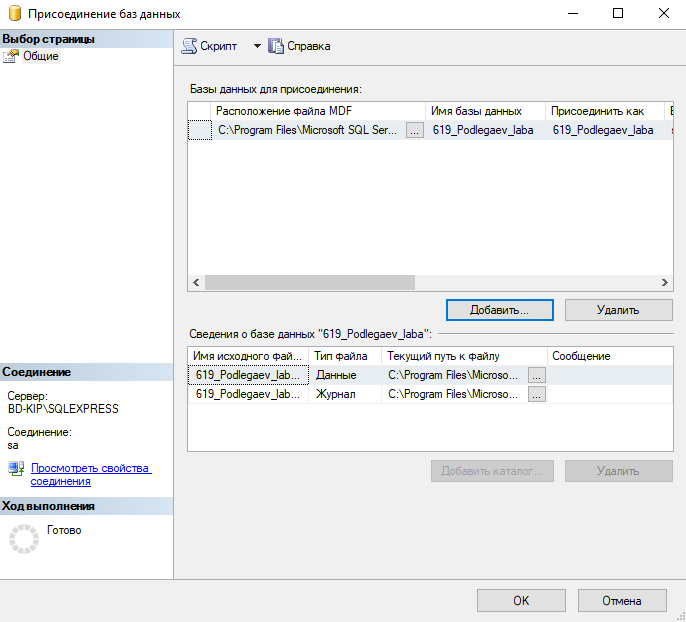 Присоединение баз данных
Выбор страницы
Общие
Скрипт
Справка
Базы данных для присоединения:
Расположение файла MDF Имя базы данных Присоединить как
C:\Program Files\Microsoft SQL Ser... ... 619_Podlegaev_laba 619_Podlegaev_laba
Добавить... Удалить
Сведения о базе данных "619_Podlegaev_laba":
Имя исходного фай... Тип файла Текущий путь к файлу Сообщение
619_Podlegaev_lab... Данные C:\Program Files\Microso... ...
619_Podlegaev_lab... Журнал C:\Program Files\Microso... ...
Добавить каталог... Удалить
Соединение
Сервер:
BD-KIP\SQLEXPRESS
Соединение:
sa
Просмотреть свойства
соединения
Ход выполнения
Готово
OK Отмена